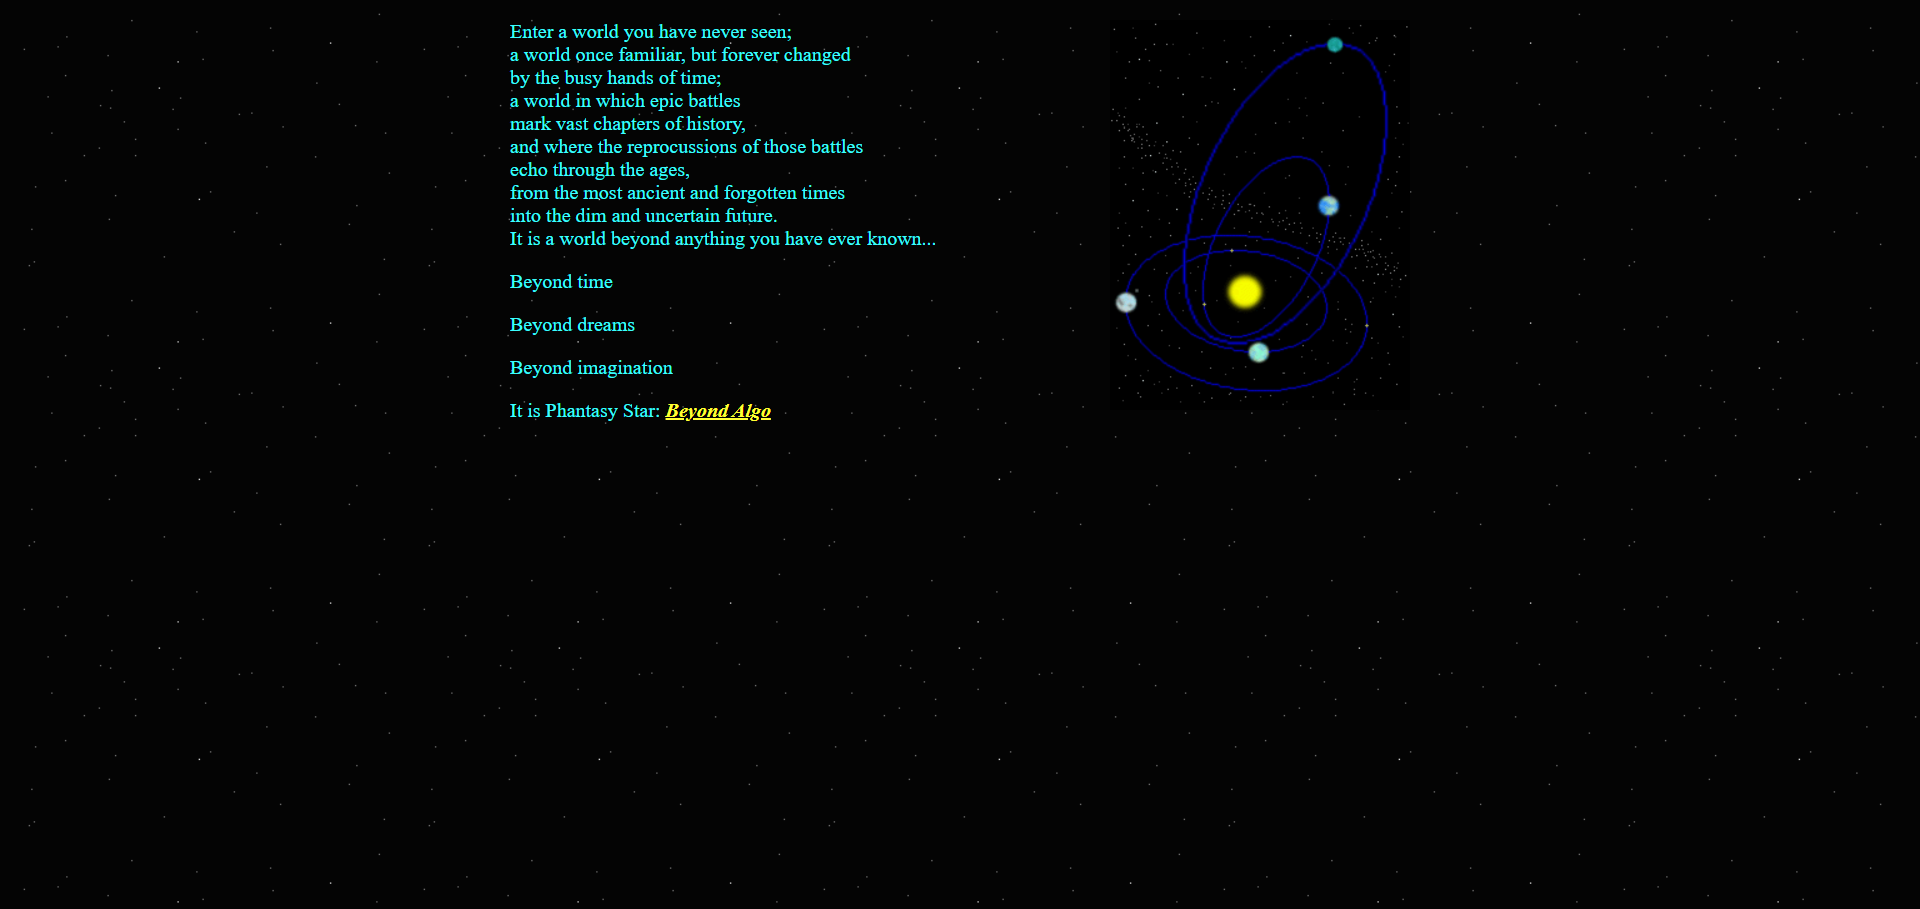 Enter a world you have never seen;
a world once familiar, but forever changed
by the busy hands of time;
a world in which epic battles
mark vast chapters of history,
and where the reprocussions of those battles
echo through the ages,
from the most ancient and forgotten times
into the dim and uncertain future.
It is a world beyond anything you have ever known...
Beyond time
Beyond dreams
Beyond imagination
It is Phantasy Star: Beyond Algo